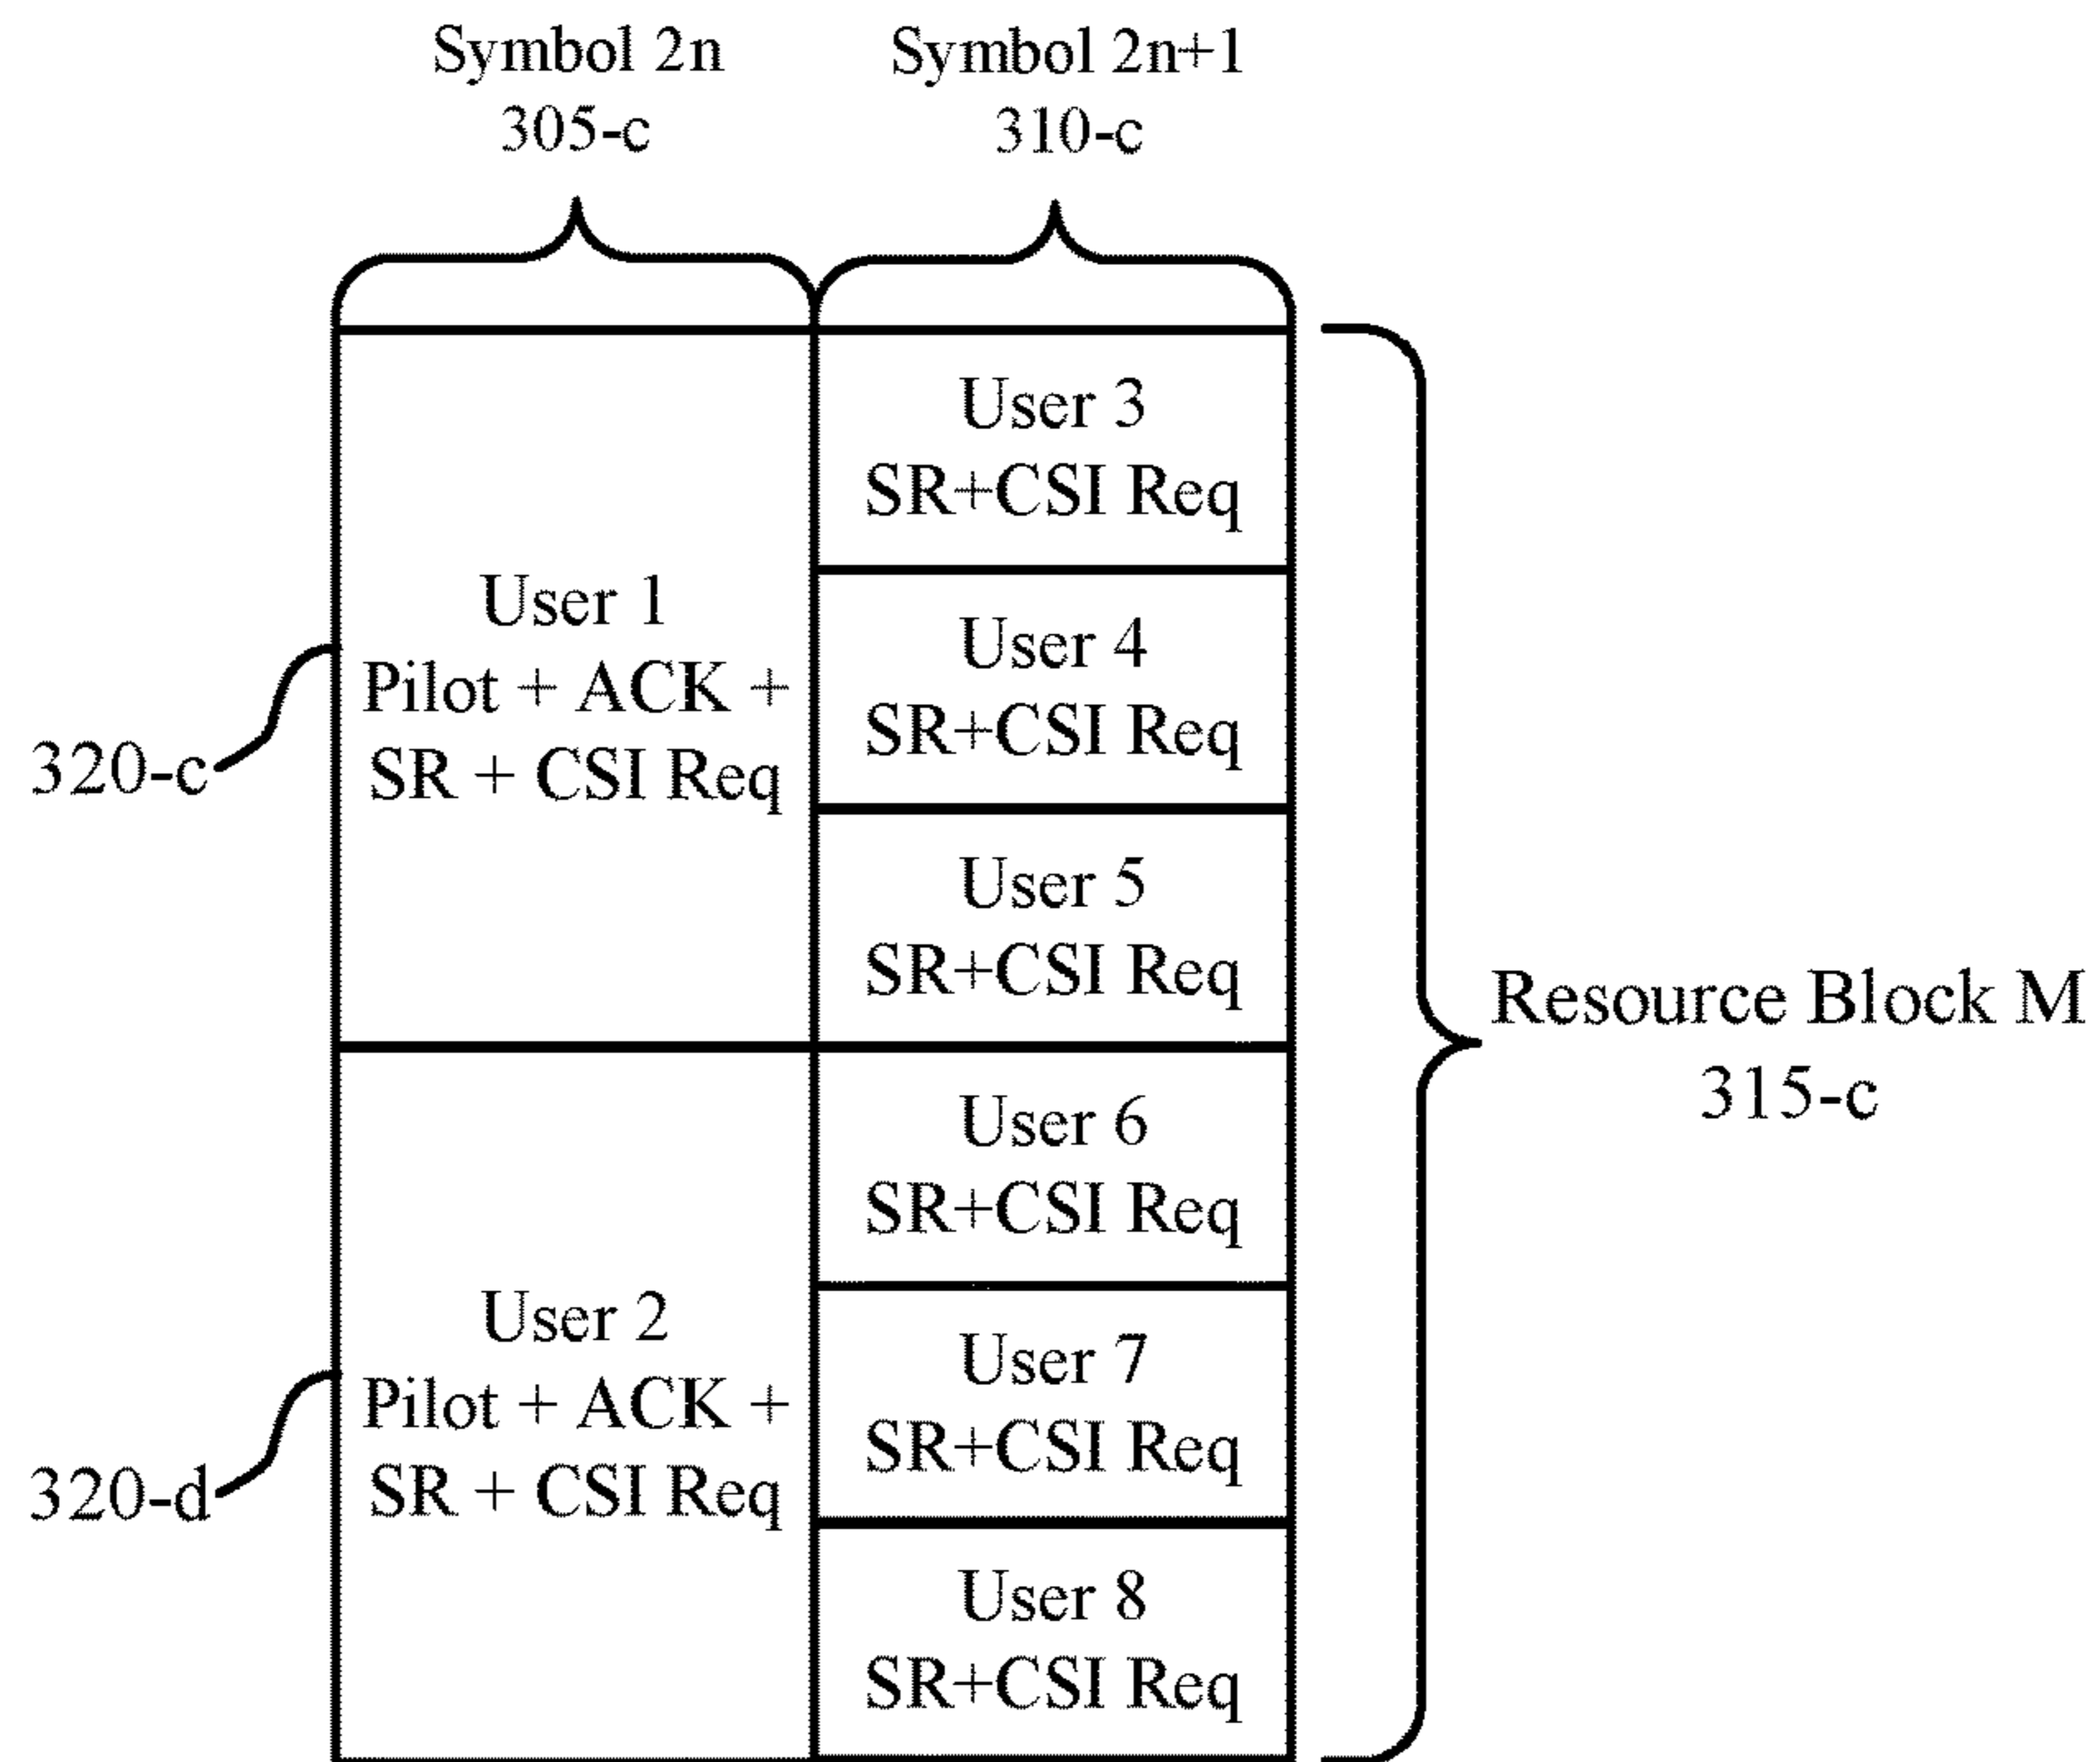 Symbol 2n
305-c
Symbol 2n+1
310-c
User 1
Pilot + ACK +
SR + CSI Req
320-c
User 2
Pilot + ACK +
SR + CSI Req
320-d
User 3
SR+CSI Req
User 4
SR+CSI Req
User 5
SR+CSI Req
User 6
SR+CSI Req
User 7
SR+CSI Req
User 8
SR+CSI Req
Resource Block M
315-c